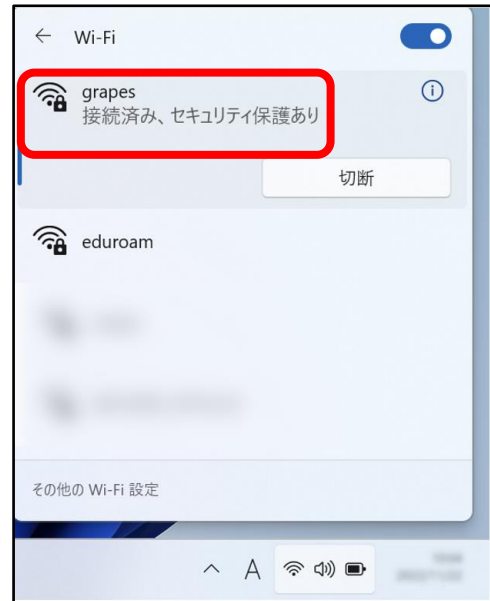 Wi-Fi
grapes
接続済み、セキュリティ保護あり
切断
eduroam
その他の Wi-Fi 設定
A